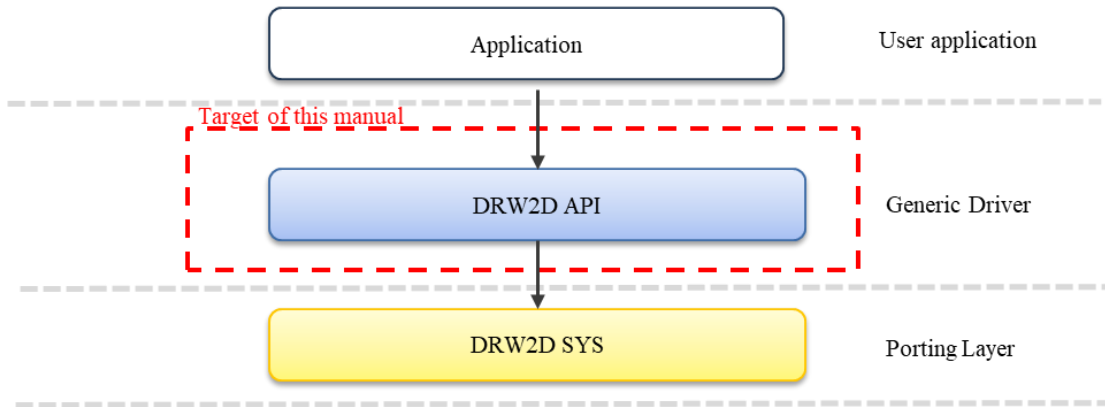 Application
User application
Target of this manual
DRW2D API
Generic Driver
DRW2D SYS
Porting Layer